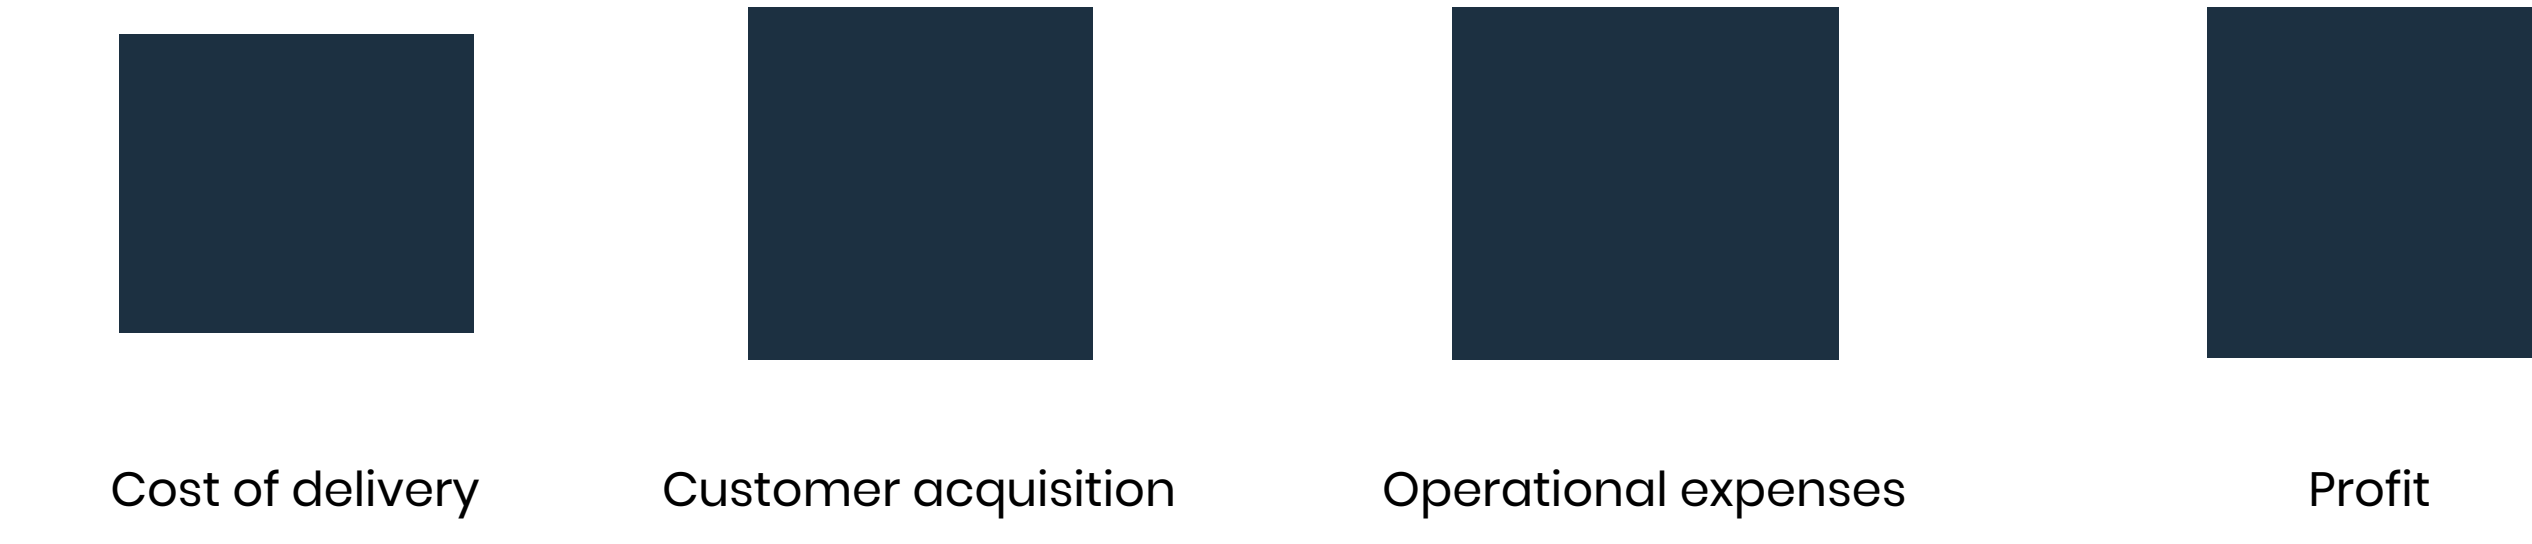 Cost of delivery
Customer acquisition
Operational expenses
Profit